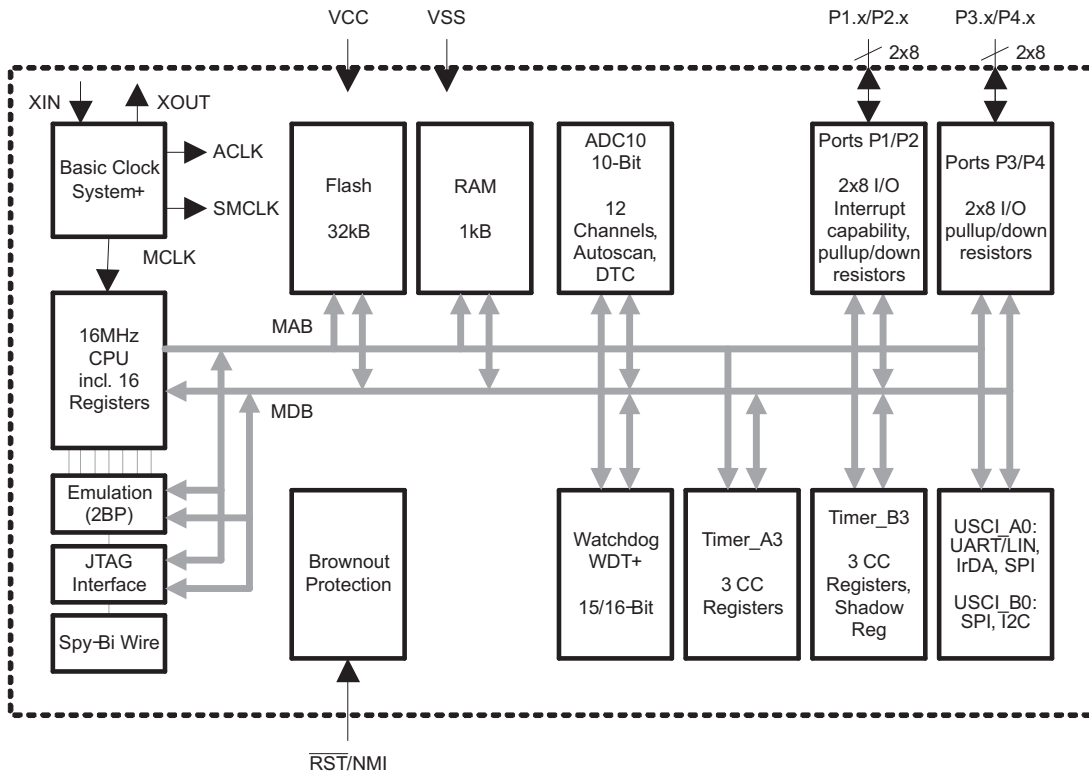 VCC
VSS
P1.x/P2.x
P3.x/P4.x
2x8
2x8
XIN
XOUT
Basic Clock
System+
ACLK
SMCLK
MCLK
Flash
32kB
RAM
1kB
ADC10
10-Bit
12
Channels,
Autoscan,
DTC
Ports P1/P2
2x8 I/O
Interrupt
capability,
pullup/down
resistors
Ports P3/P4
2x8 I/O
pullup/down
resistors
16MHz
CPU
incl. 16
Registers
MAB
MDB
Emulation
(2BP)
JTAG
Interface
Spy-Bi Wire
Brownout
Protection
Watchdog
WDT+
15/16-Bit
Timer_A3
3 CC
Registers
Timer_B3
3 CC
Registers,
Shadow
Reg
USCI_A0:
UART/LIN,
IrDA, SPI
USCI_B0:
SPI, I2C
RST/NMI